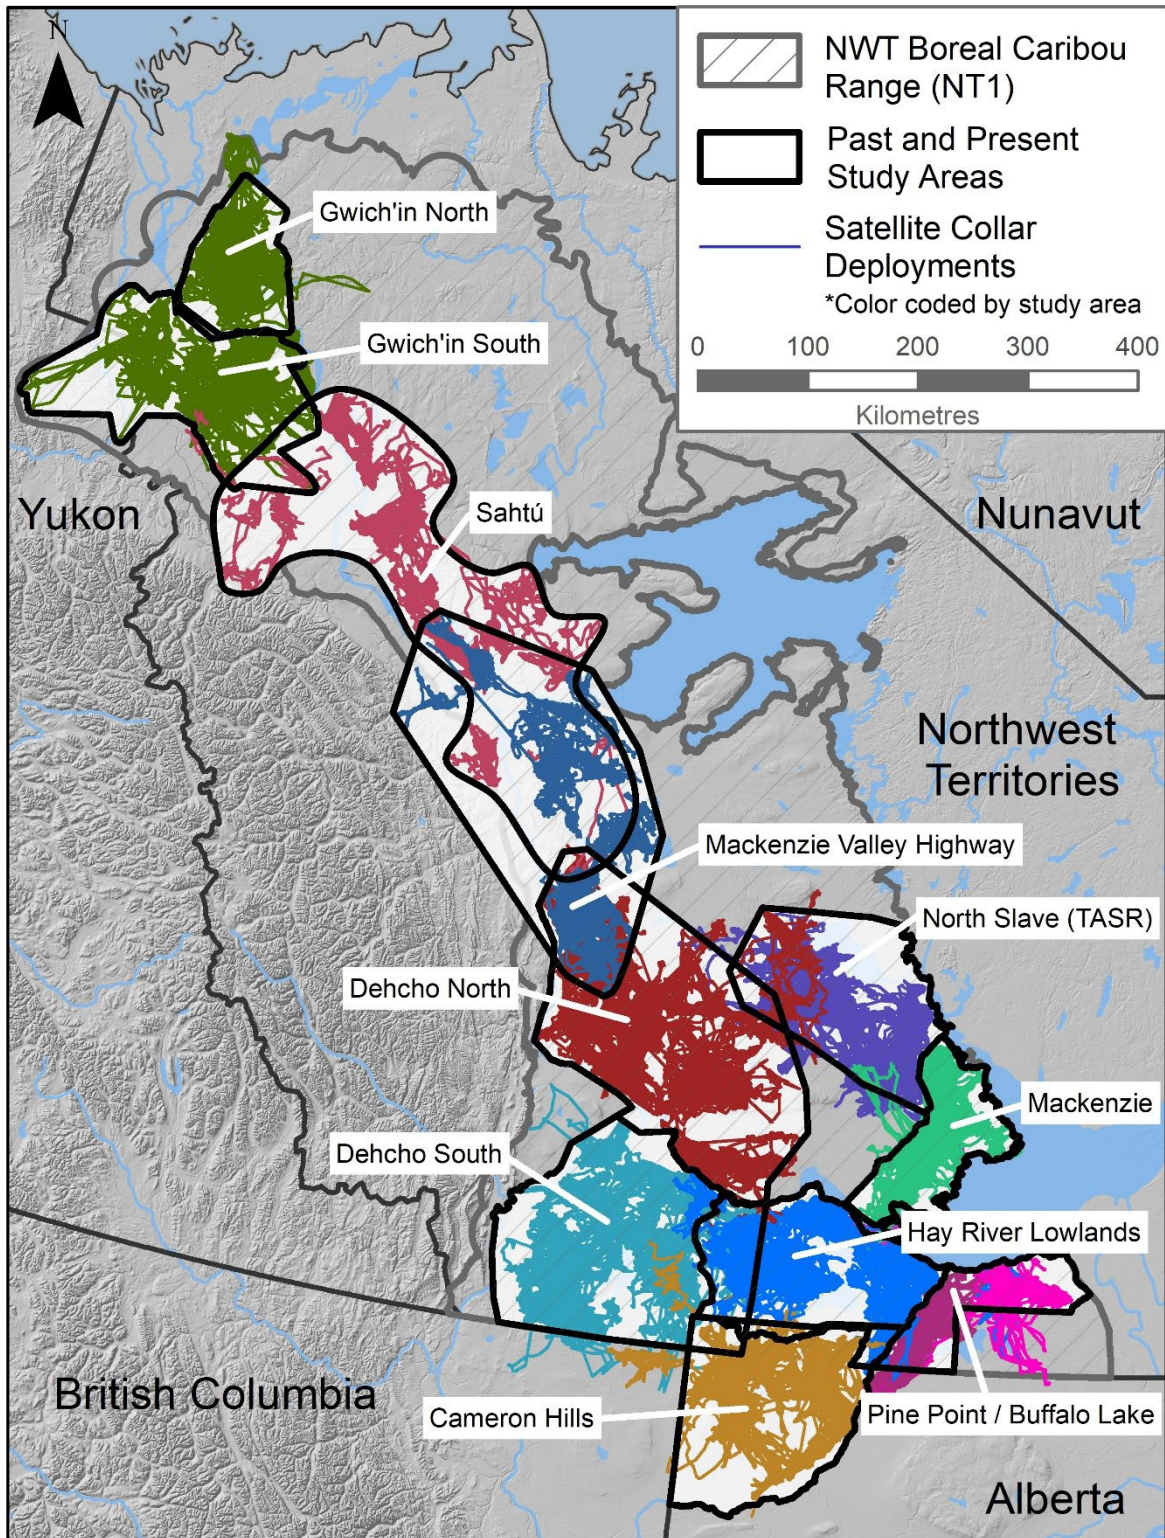 N
NWT Boreal Caribou
Range (NT1)
Past and Present
Study Areas
Satellite Collar
Deployments
*Color coded by study area
0 100 200 300 400
Kilometres
Gwich'in North
Gwich'in South
Yukon
Sahtú
Nunavut
Northwest
Territories
Mackenzie Valley Highway
North Slave (TASR)
Dehcho North
Mackenzie
Dehcho South
Hay River Lowlands
British Columbia
Cameron Hills
Pine Point / Buffalo Lake
Alberta